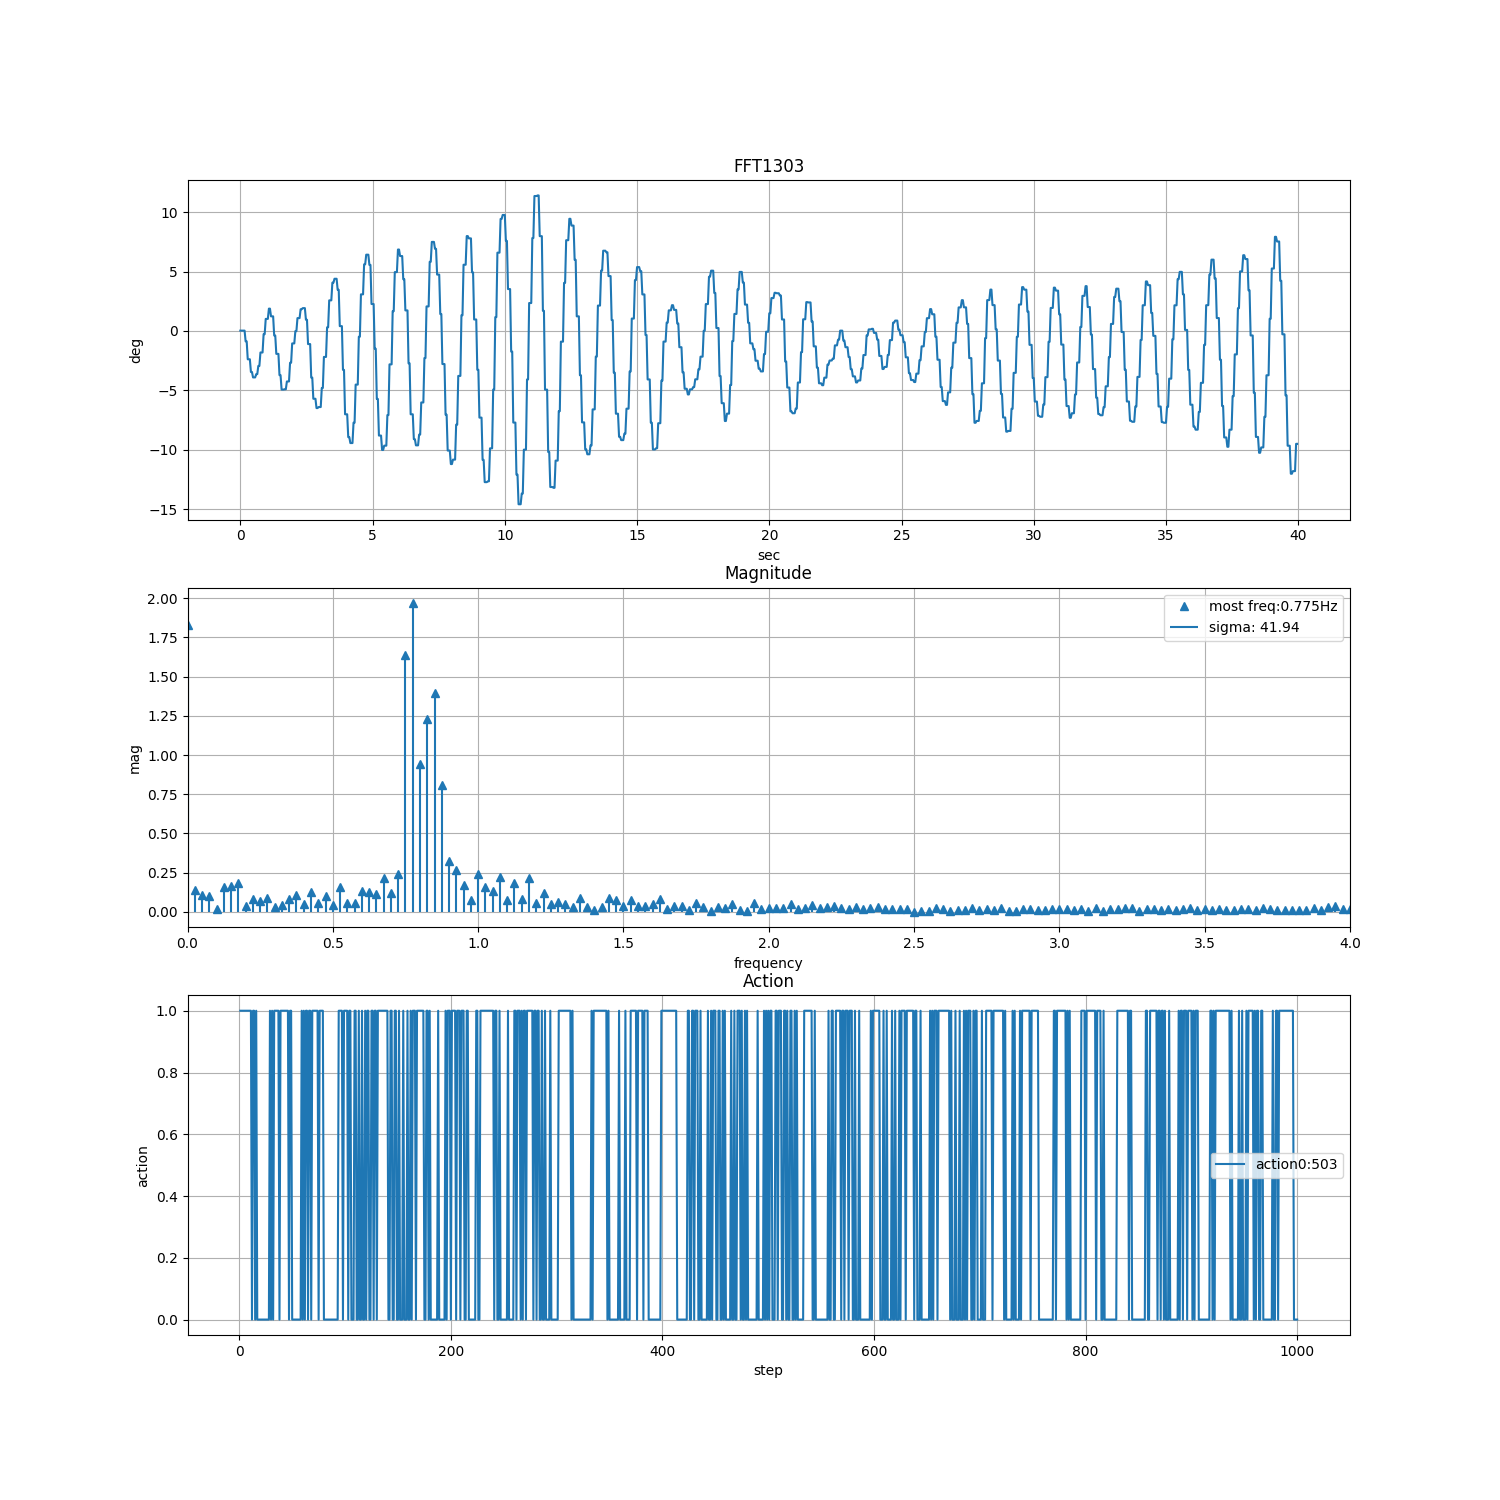 FFT1303
10
5
0
−5
−10
−15
deg
0 5 10 15 20 25 30 35 40
sec
Magnitude
2.00
1.75
1.50
1.25
1.00
0.75
0.50
0.25
0.00
mag
most freq:0.775Hz
sigma: 41.94
0.0 0.5 1.0 1.5 2.0 2.5 3.0 3.5 4.0
frequency
Action
1.0
0.8
0.6
0.4
0.2
0.0
action
action0:503
0 200 400 600 800 1000
step